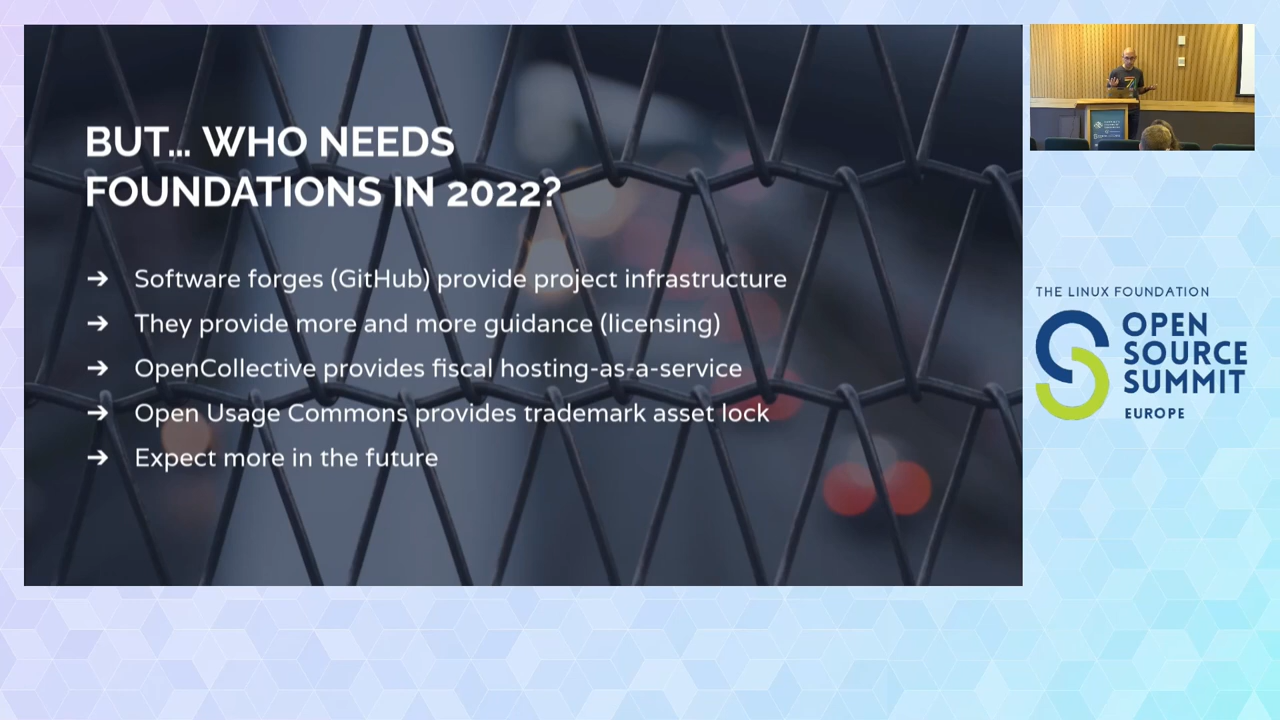 BUT... WHO NEEDS
FOUNDATIONS IN 2022?
➔ Software forges (GitHub) provide project infrastructure
➔ They provide more and more guidance (licensing)
➔ OpenCollective provides fiscal hosting-as-a-service
➔ Open Usage Commons provides trademark asset lock
➔ Expect more in the future
THE LINUX FOUNDATION
OPEN
SOURCE
SUMMIT
EUROPE